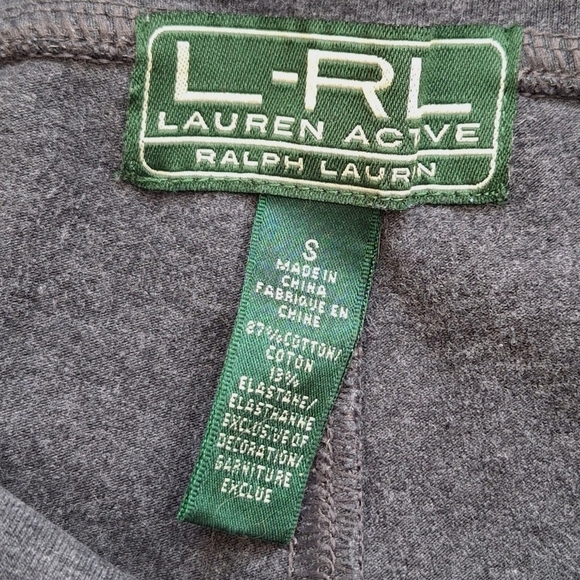 L-RL
LAUREN ACTIVE
RALPH LAUREN
S
MADE IN
CHINA
FABRIQUE EN
CHINE
87% COTTON/
COTON
13%
ELASTANE/
ELASTHANNE
EXCLUSIVE OF
DECORATION/
GARNITURE
EXCLUE